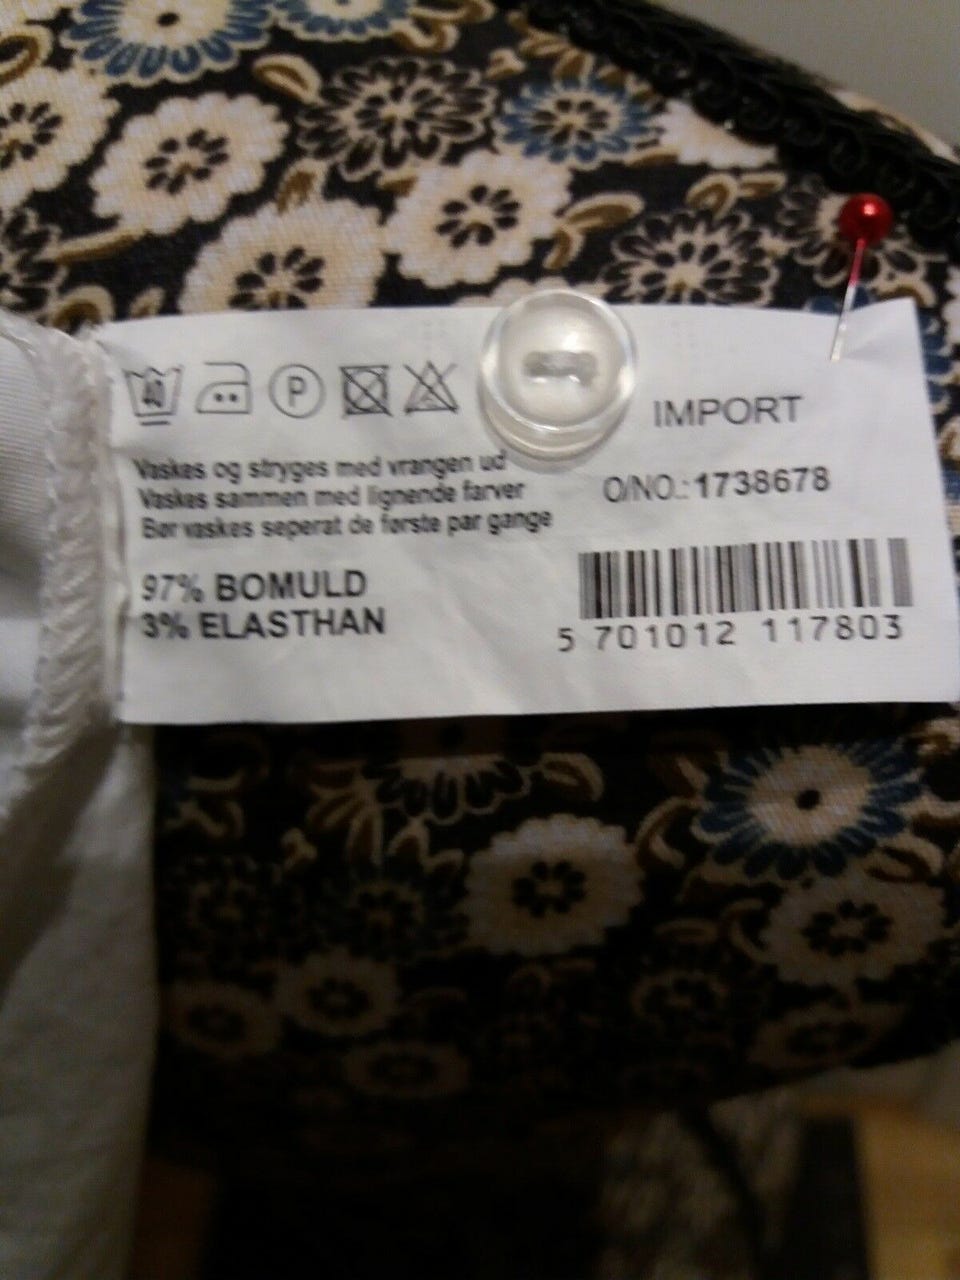 40
P
Vaskes og stryges med vrangen ud
Vaskes sammen med lignende farver
Bør vaskes seperat de første par gange
97% BOMULD
3% ELASTHAN
IMPORT
O/NO.: 1738678
5 701012 117803